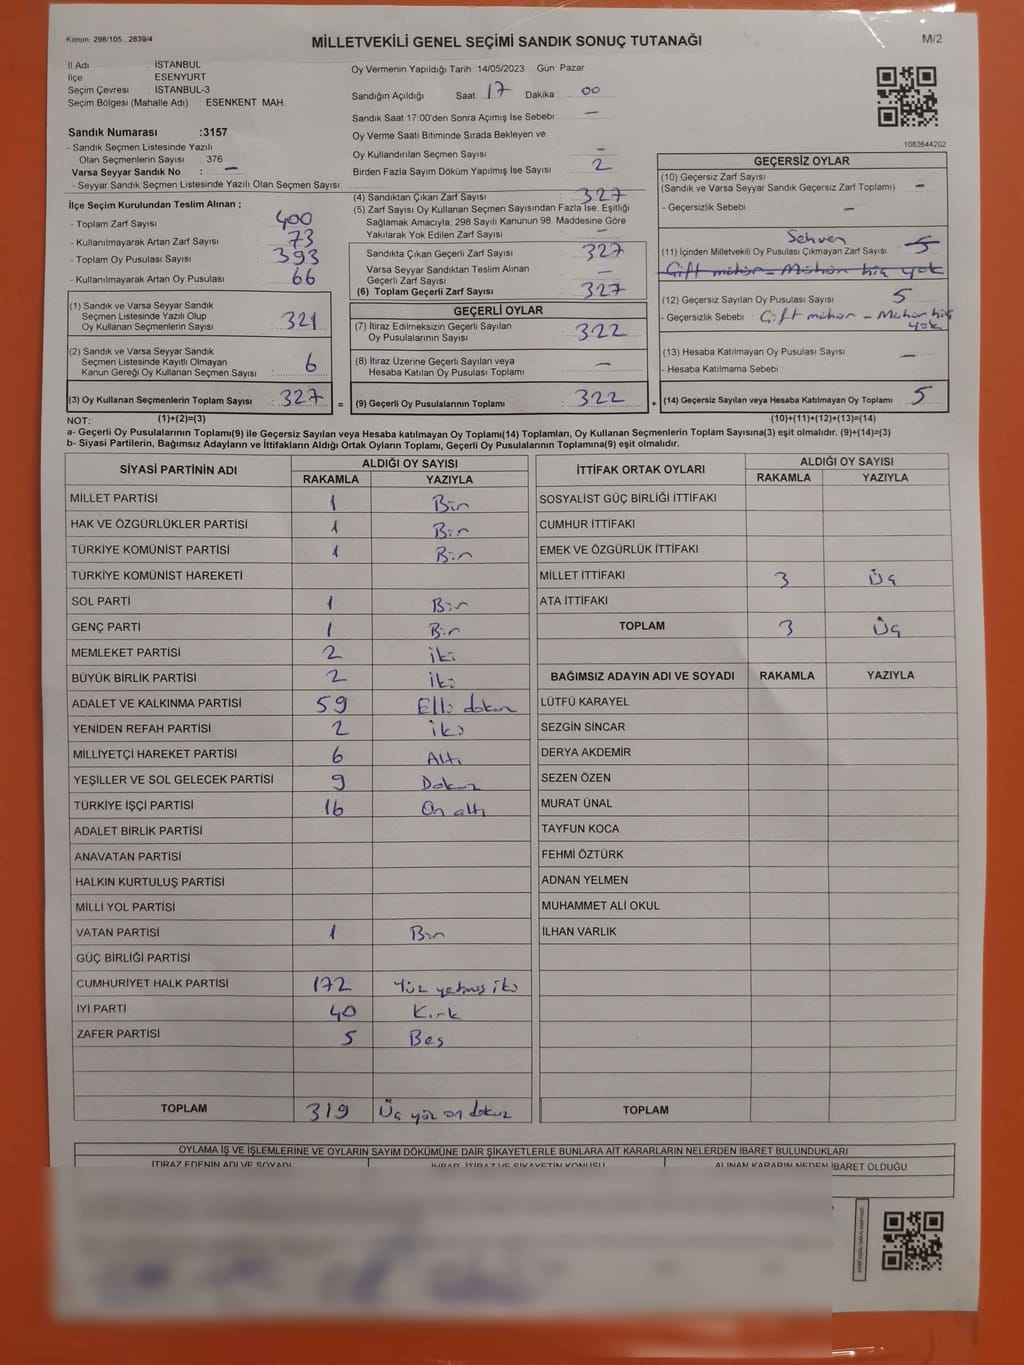 Kanun 298/105 , 2839/4
MİLLETVEKİLİ GENEL SEÇİMİ SANDIK SONUÇ TUTANAĞI
M/2
İl Adı : İSTANBUL
İlçe : ESENYURT
Seçim Çevresi : İSTANBUL-3
Seçim Bölgesi (Mahalle Adı) : ESENKENT MAH.
Sandık Numarası :3157
- Sandık Seçmen Listesinde Yazılı
Olan Seçmenlerin Sayısı : 376
Varsa Seyyar Sandık No : —
- Seyyar Sandık Seçmen Listesinde Yazılı Olan Seçmen Sayısı:
Oy Vermenin Yapıldığı Tarih :14/05/2023 Gün: Pazar
Sandığın Açıldığı Saat: 17 Dakika : 00
Sandık Saat 17:00'den Sonra Açımış İse Sebebi : —
Oy Verme Saati Bitiminde Sırada Bekleyen ve
Oy Kullandırılan Seçmen Sayısı : —
Birden Fazla Sayım Döküm Yapılmış İse Sayısı : 2
1083644202
İlçe Seçim Kurulundan Teslim Alınan ;
- Toplam Zarf Sayısı : 400
- Kullanılmayarak Artan Zarf Sayısı : 73
- Toplam Oy Pusulası Sayısı : 393
- Kullanılmayarak Artan Oy Pusulası : 66
(1) Sandık ve Varsa Seyyar Sandık
Seçmen Listesinde Yazılı Olup
Oy Kullanan Seçmenlerin Sayısı : 321
(2) Sandık ve Varsa Seyyar Sandık
Seçmen Listesinde Kayıtlı Olmayan
Kanun Gereği Oy Kullanan Seçmen Sayısı : 6
(3) Oy Kullanan Seçmenlerin Toplam Sayısı : 327 =
(4) Sandıktan Çıkan Zarf Sayısı : 327
(5) Zarf Sayısı Oy Kullanan Seçmen Sayısından Fazla İse, Eşitliği
Sağlamak Amacıyla, 298 Sayılı Kanunun 98. Maddesine Göre
Yakılarak Yok Edilen Zarf Sayısı : —
Sandıkta Çıkan Geçerli Zarf Sayısı : 327
Varsa Seyyar Sandıktan Teslim Alınan
Geçerli Zarf Sayısı : —
(6) Toplam Geçerli Zarf Sayısı : 327
GEÇERLİ OYLAR
(7) İtiraz Edilmeksizin Geçerli Sayılan
Oy Pusulalarının Sayısı : 322
(8) İtiraz Üzerine Geçerli Sayılan veya
Hesaba Katılan Oy Pusulası Toplamı : —
(9) Geçerli Oy Pusulalarının Toplamı : 322 +
GEÇERSİZ OYLAR
(10) Geçersiz Zarf Sayısı
(Sandık ve Varsa Seyyar Sandık Geçersiz Zarf Toplamı) : —
- Geçersizlik Sebebi : —
Sehven
(11) İçinden Milletvekili Oy Pusulası Çıkmayan Zarf Sayısı : 5
Çift mühür - Mühür hiç yok
(12) Geçersiz Sayılan Oy Pusulası Sayısı : 5
- Geçersizlik Sebebi : Çift mühür - Mühür hiç
yok
(13) Hesaba Katılmayan Oy Pusulası Sayısı : —
- Hesaba Katılmama Sebebi :
(14) Geçersiz Sayılan veya Hesaba Katılmayan Oy Toplamı : 5
NOT: (1)+(2)=(3) (10)+(11)+(12)+(13)=(14)
a- Geçerli Oy Pusulalarının Toplamı(9) ile Geçersiz Sayılan veya Hesaba katılmayan Oy Toplamı(14) Toplamları, Oy Kullanan Seçmenlerin Toplam Sayısına(3) eşit olmalıdır. (9)+(14)=(3)
b- Siyasi Partilerin, Bağımsız Adayların ve İttifakların Aldığı Ortak Oyların Toplamı, Geçerli Oy Pusulalarının Toplamına(9) eşit olmalıdır.
SİYASİ PARTİNİN ADI ALDIĞI OY SAYISI
RAKAMLA YAZIYLA
MİLLET PARTİSİ 1 Bir
HAK VE ÖZGÜRLÜKLER PARTİSİ 1 Bir
TÜRKİYE KOMÜNİST PARTİSİ 1 Bir
TÜRKİYE KOMÜNİST HAREKETİ
SOL PARTİ 1 Bir
GENÇ PARTİ 1 Bir
MEMLEKET PARTİSİ 2 iki
BÜYÜK BİRLİK PARTİSİ 2 iki
ADALET VE KALKINMA PARTİSİ 59 Elli dokuz
YENİDEN REFAH PARTİSİ 2 iki
MİLLİYETÇİ HAREKET PARTİSİ 6 Altı
YEŞİLLER VE SOL GELECEK PARTİSİ 9 Dokuz
TÜRKİYE İŞÇİ PARTİSİ 16 On altı
ADALET BİRLİK PARTİSİ
ANAVATAN PARTİSİ
HALKIN KURTULUŞ PARTİSİ
MİLLİ YOL PARTİSİ
VATAN PARTİSİ 1 Bir
GÜÇ BİRLİĞİ PARTİSİ
CUMHURİYET HALK PARTİSİ 172 Yüz yetmiş iki
İYİ PARTİ 40 Kırk
ZAFER PARTİSİ 5 Beş
TOPLAM 319 Üç yüz on dokuz
İTTİFAK ORTAK OYLARI ALDIĞI OY SAYISI
RAKAMLA YAZIYLA
SOSYALİST GÜÇ BİRLİĞİ İTTİFAKI
CUMHUR İTTİFAKI
EMEK VE ÖZGÜRLÜK İTTİFAKI
MİLLET İTTİFAKI 3 Üç
ATA İTTİFAKI
TOPLAM 3 Üç
BAĞIMSIZ ADAYIN ADI VE SOYADI RAKAMLA YAZIYLA
LÜTFÜ KARAYEL
SEZGİN SİNCAR
DERYA AKDEMİR
SEZEN ÖZEN
MURAT ÜNAL
TAYFUN KOCA
FEHMİ ÖZTÜRK
ADNAN YELMEN
MUHAMMET ALİ OKUL
İLHAN VARLIK
TOPLAM
OYLAMA İŞ VE İŞLEMLERİNE VE OYLARIN SAYIM DÖKÜMÜNE DAİR ŞİKAYETLERLE BUNLARA AİT KARARLARIN NELERDEN İBARET BULUNDUKLARI
İTİRAZ EDENİN ADI VE SOYADI İHBAR, İTİRAZ VE ŞİKAYETİN KONUSU ALINAN KARARIN NEDEN İBARET OLDUĞU